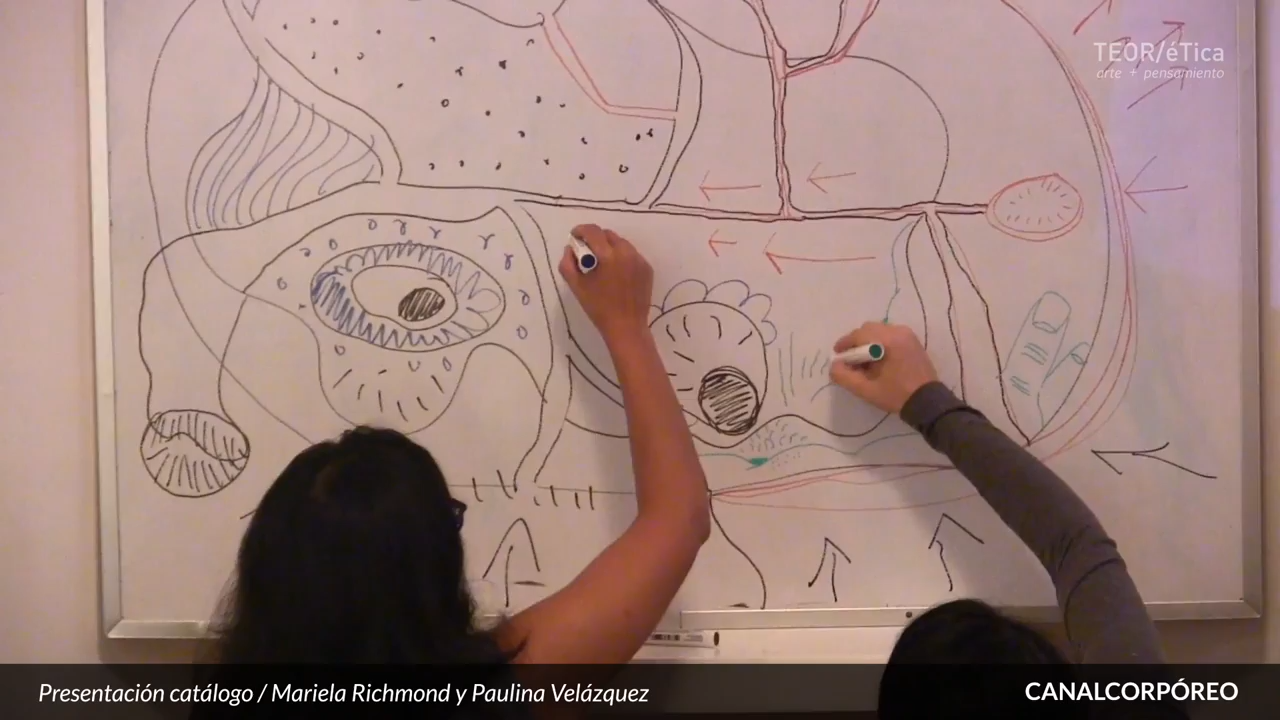 TEOR/éTica
arte + pensamiento
Presentación catálogo / Mariela Richmond y Paulina Velázquez
CANALCORPÓREO